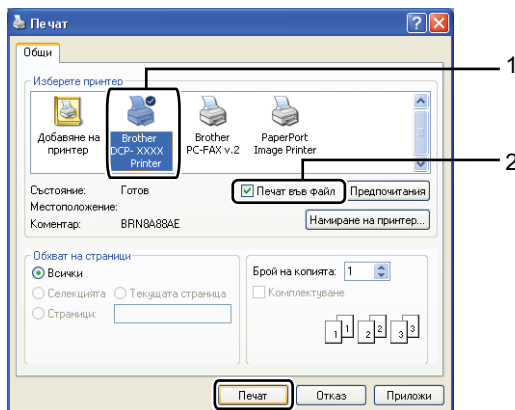 Печат
Общи
Изберете принтер
1
Добавяне на принтер
Brother DCP- XXXX Printer
Brother PC-FAX v.2
PaperPort Image Printer
2
Състояние: Готов
Печат във файл
Предпочитания
Местоположение:
Коментар: BRN8A88AE
Намиране на принтер...
Обхват на страници
Всички
Селекцията
Текущата страница
Страници:
Брой на копията: 1
Комплектуване
1 1 2 2 3 3
Печат
Отказ
Приложи